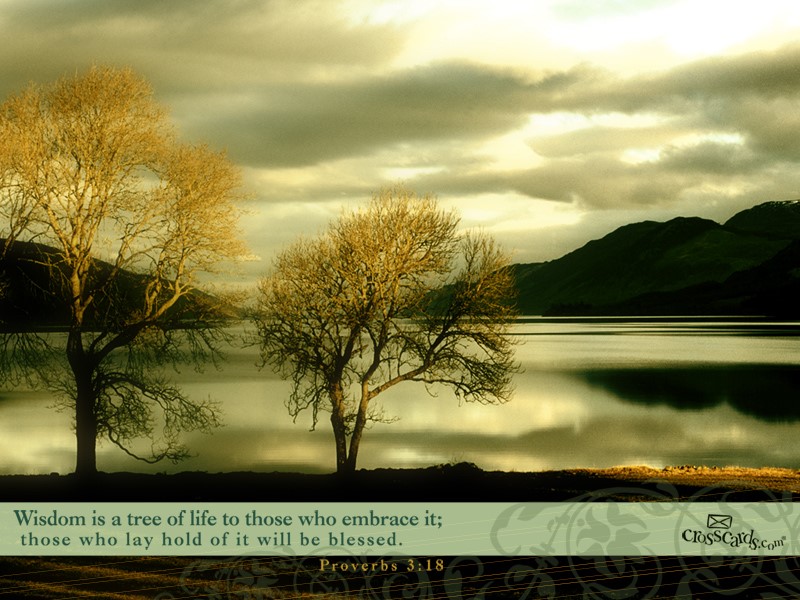 Wisdom is a tree of life to those who embrace it;
those who lay hold of it will be blessed.
crossCards.com®
Proverbs 3:18